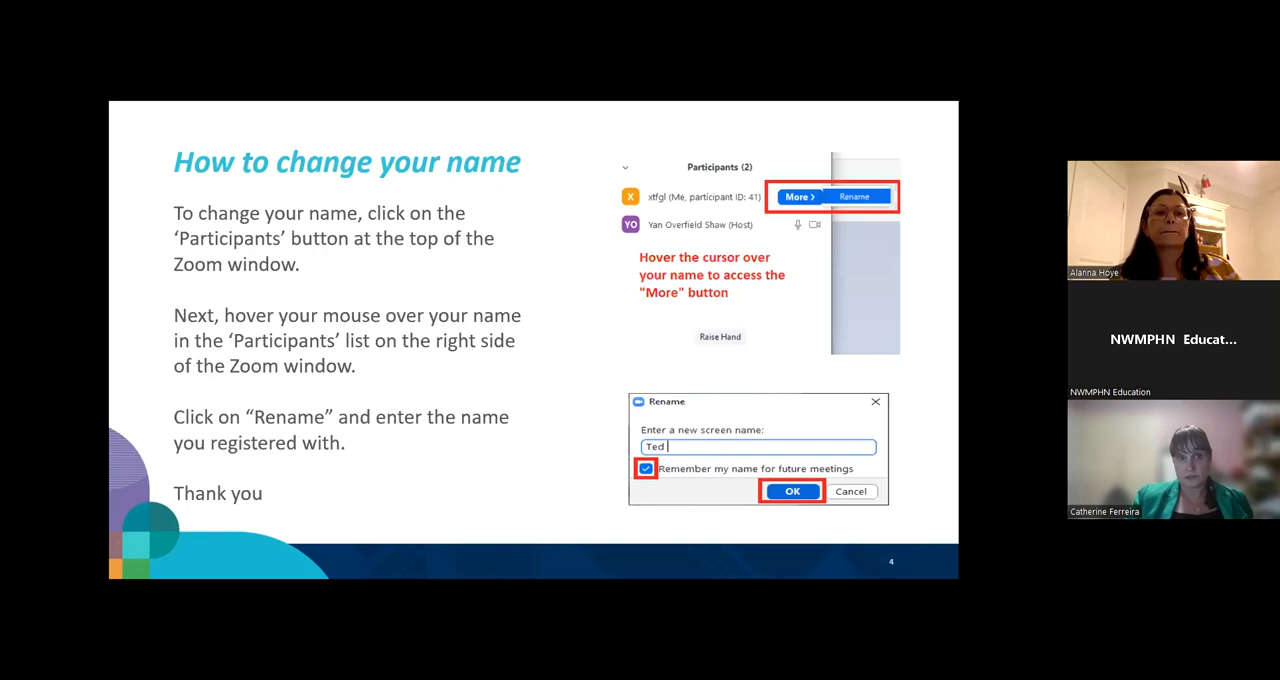 How to change your name
To change your name, click on the
‘Participants’ button at the top of the
Zoom window.
Next, hover your mouse over your name
in the ‘Participants’ list on the right side
of the Zoom window.
Click on “Rename” and enter the name
you registered with.
Thank you
Participants (2)
X xtfgl (Me, participant ID: 41) More > Rename
YO Yan Overfield Shaw (Host)
Hover the cursor over
your name to access the
"More" button
Raise Hand
Rename
Enter a new screen name:
Ted
Remember my name for future meetings
OK Cancel
4
Alanna Hoye
NWMPHN Educat...
NWMPHN Education
Catherine Ferreira